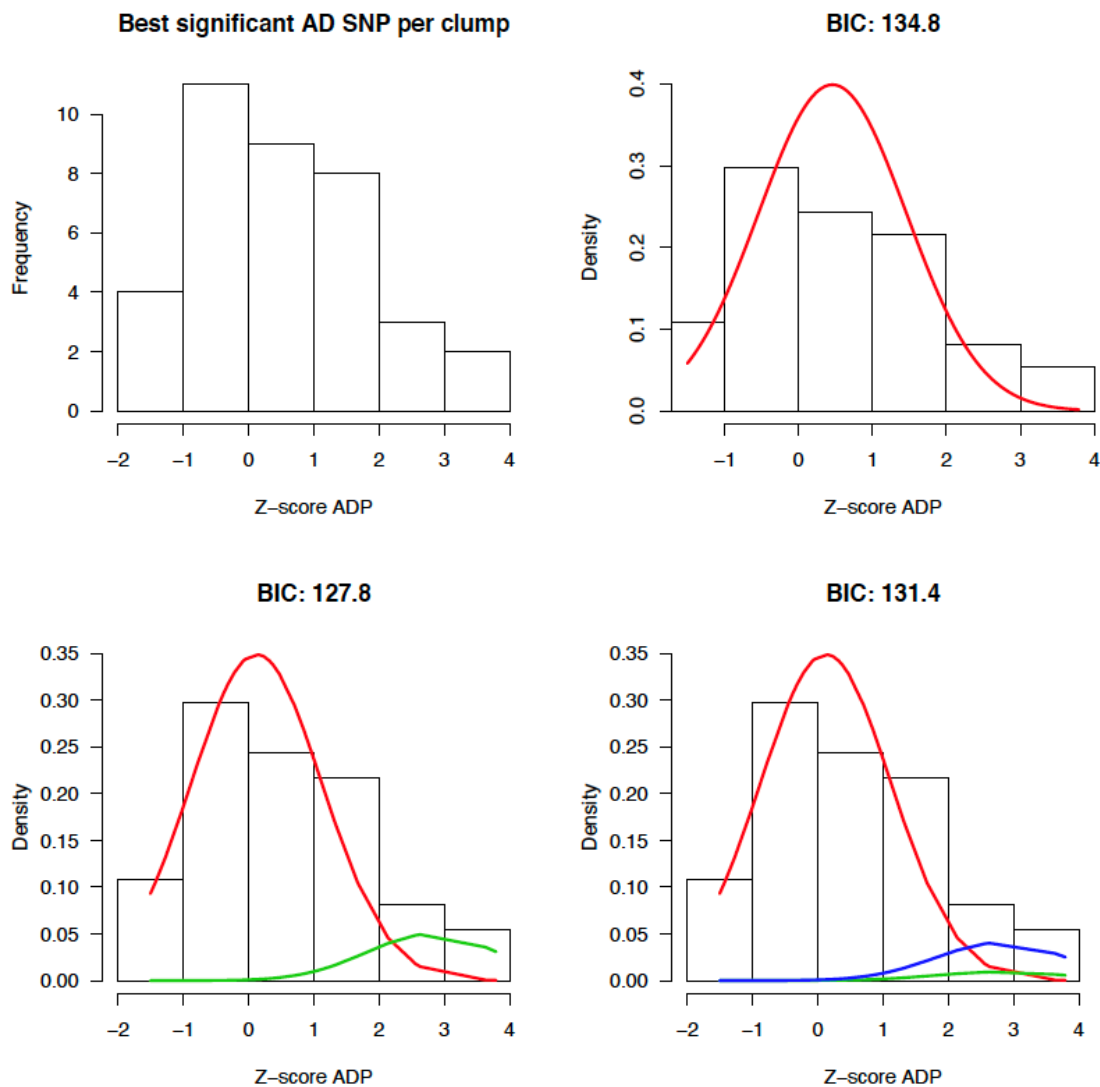 Best significant AD SNP per clump
Frequency
10
8
6
4
2
0
−2 −1 0 1 2 3 4
Z−score ADP
BIC: 134.8
Density
0.4
0.3
0.2
0.1
0.0
−1 0 1 2 3 4
Z−score ADP
BIC: 127.8
Density
0.35
0.30
0.25
0.20
0.15
0.10
0.05
0.00
−2 −1 0 1 2 3 4
Z−score ADP
BIC: 131.4
Density
0.35
0.30
0.25
0.20
0.15
0.10
0.05
0.00
−2 −1 0 1 2 3 4
Z−score ADP